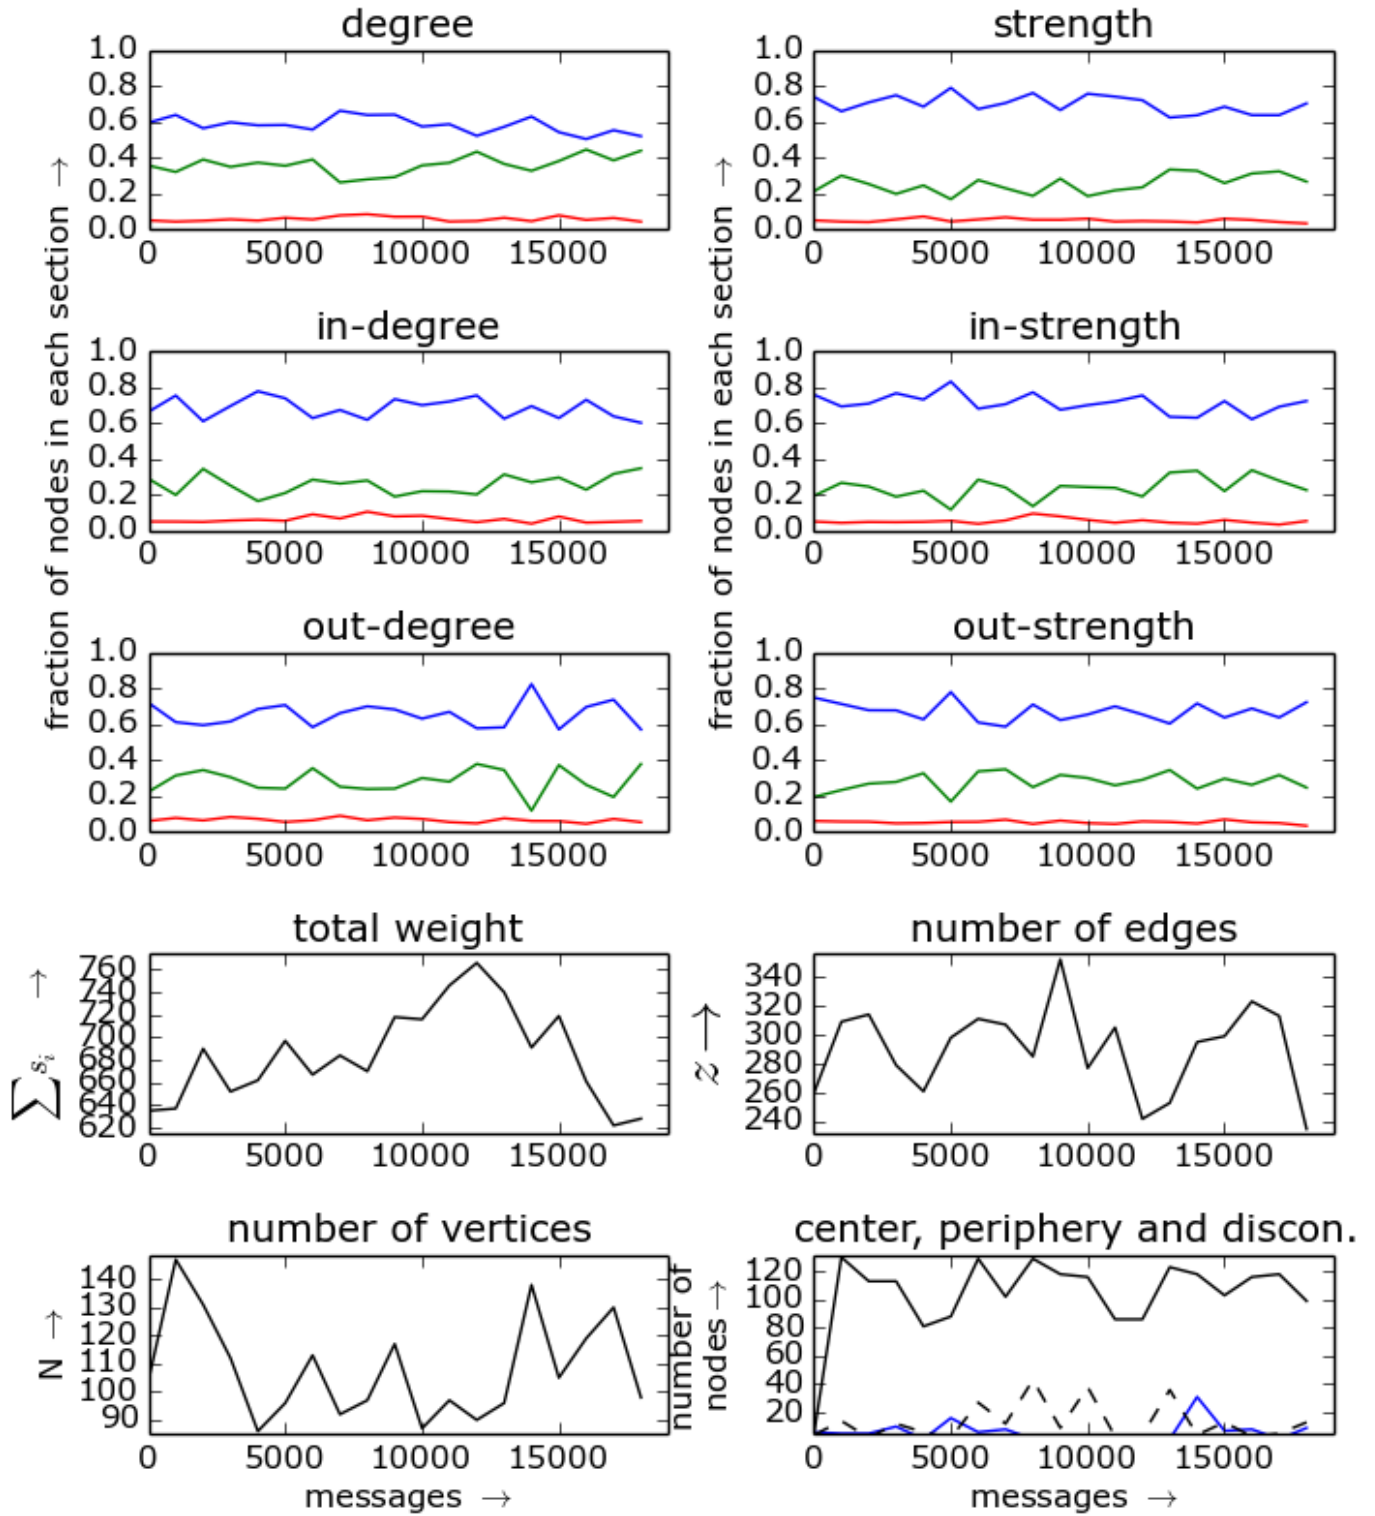 degree
1.0
0.8
0.6
0.4
0.2
0.0
0 5000 10000 15000
strength
1.0
0.8
0.6
0.4
0.2
0.0
0 5000 10000 15000
fraction of nodes in each section →
fraction of nodes in each section →
in-degree
1.0
0.8
0.6
0.4
0.2
0.0
0 5000 10000 15000
in-strength
1.0
0.8
0.6
0.4
0.2
0.0
0 5000 10000 15000
out-degree
1.0
0.8
0.6
0.4
0.2
0.0
0 5000 10000 15000
out-strength
1.0
0.8
0.6
0.4
0.2
0.0
0 5000 10000 15000
total weight
∑ s_i →
760
740
720
700
680
660
640
620
0 5000 10000 15000
number of edges
z →
340
320
300
280
260
240
0 5000 10000 15000
number of vertices
N →
140
130
120
110
100
90
0 5000 10000 15000
messages →
center, periphery and discon.
number of
nodes →
120
100
80
60
40
20
0 5000 10000 15000
messages →